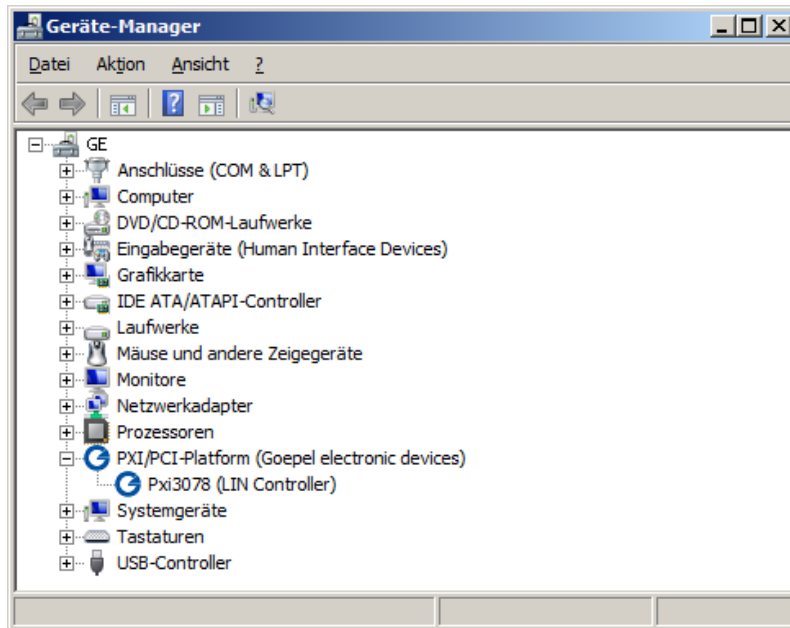 Geräte-Manager
Datei Aktion Ansicht ?
GE
Anschlüsse (COM & LPT)
Computer
DVD/CD-ROM-Laufwerke
Eingabegeräte (Human Interface Devices)
Grafikkarte
IDE ATA/ATAPI-Controller
Laufwerke
Mäuse und andere Zeigegeräte
Monitore
Netzwerkadapter
Prozessoren
PXI/PCI-Platform (Goepel electronic devices)
Pxi3078 (LIN Controller)
Systemgeräte
Tastaturen
USB-Controller